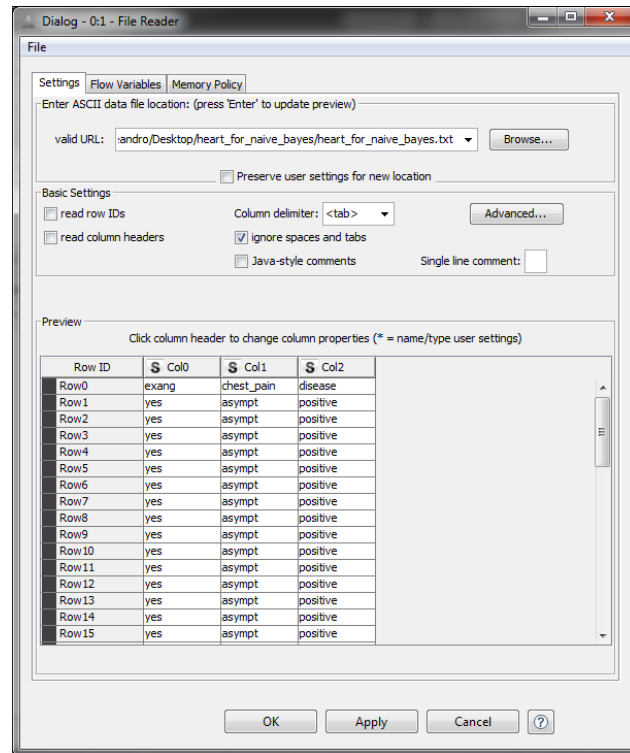 Dialog - 0:1 - File Reader
File
Settings Flow Variables Memory Policy
Enter ASCII data file location: (press 'Enter' to update preview)
valid URL: :andro/Desktop/heart_for_naive_bayes/heart_for_naive_bayes.txt Browse...
Preserve user settings for new location
Basic Settings
read row IDs Column delimiter: <tab> Advanced...
read column headers ignore spaces and tabs
Java-style comments Single line comment:
Preview
Click column header to change column properties (* = name/type user settings)
Row ID S Col0 S Col1 S Col2
Row0 exang chest_pain disease
Row1 yes asympt positive
Row2 yes asympt positive
Row3 yes asympt positive
Row4 yes asympt positive
Row5 yes asympt positive
Row6 yes asympt positive
Row7 yes asympt positive
Row8 yes asympt positive
Row9 yes asympt positive
Row10 yes asympt positive
Row11 yes asympt positive
Row12 yes asympt positive
Row13 yes asympt positive
Row14 yes asympt positive
Row15 yes asympt positive
OK Apply Cancel ?